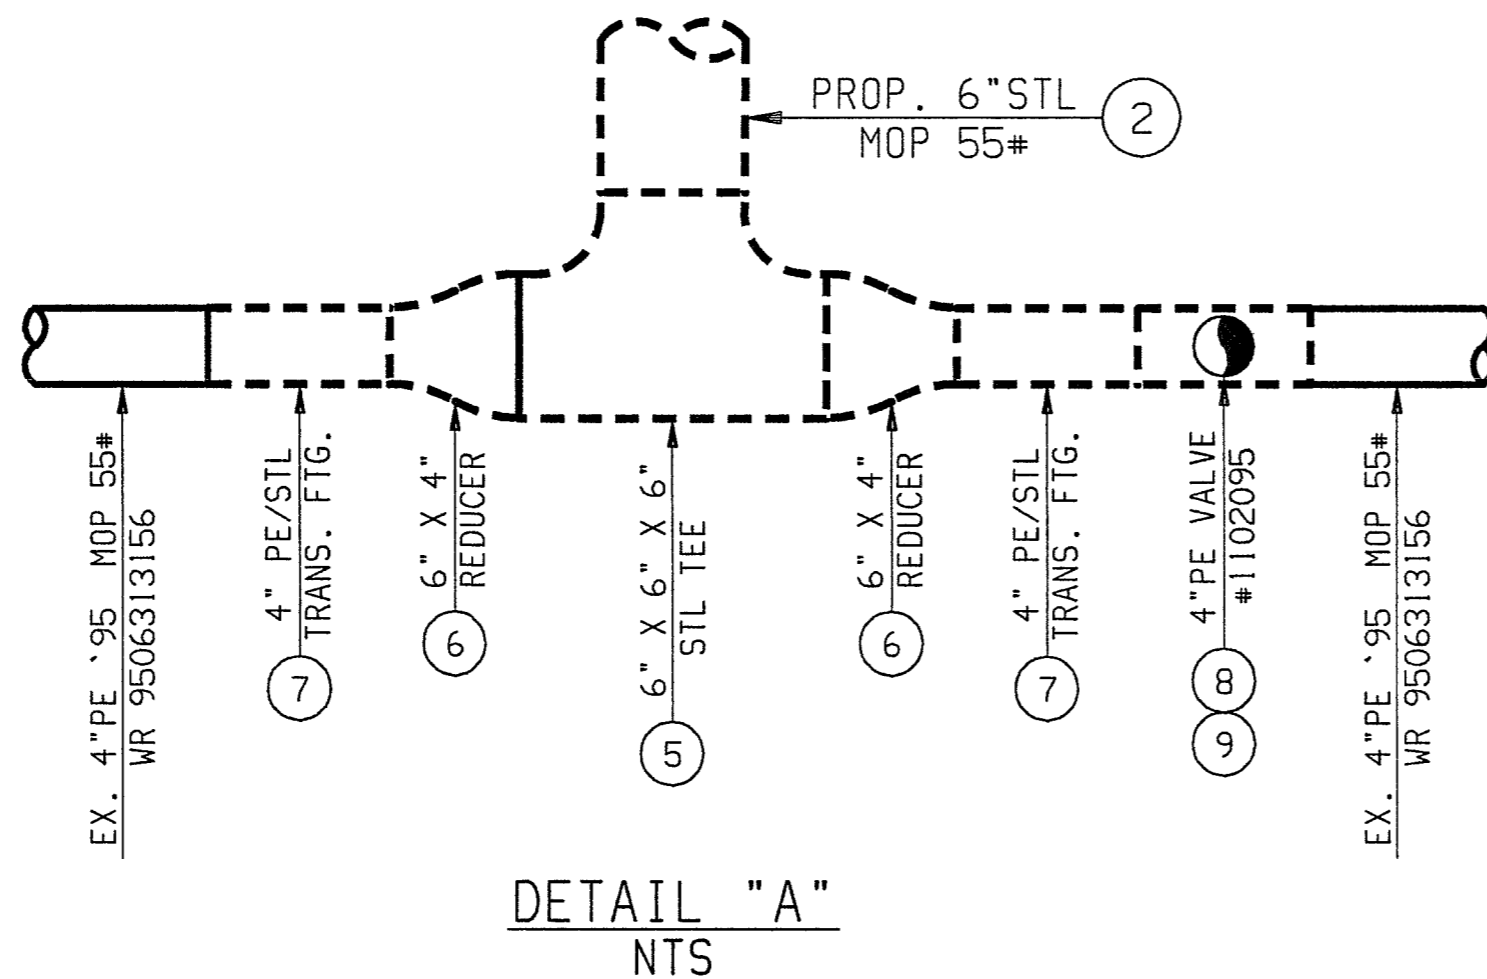 PROP. 6"STL
MOP 55#
2
EX. 4"PE `95 MOP 55#
WR 9506313156
4" PE/STL
TRANS. FTG.
7
6" X 4"
REDUCER
6
6" X 6" X 6"
STL TEE
5
6" X 4"
REDUCER
6
4" PE/STL
TRANS. FTG.
7
4"PE VALVE
#1102095
8
9
EX. 4"PE `95 MOP 55#
WR 9506313156
DETAIL "A"
NTS